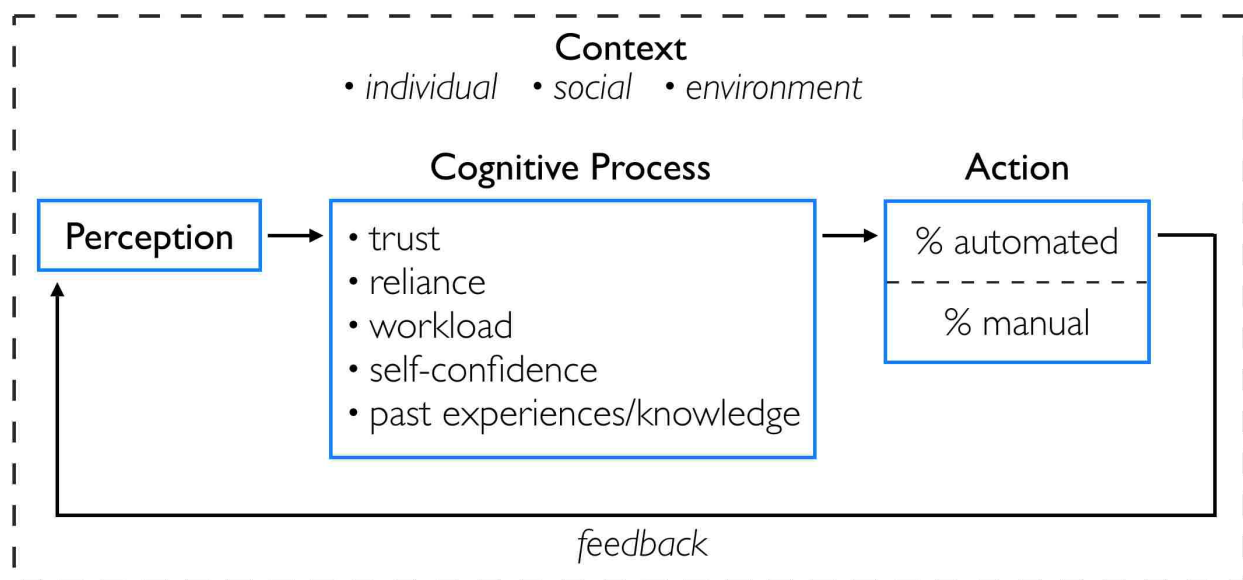 Context
• individual • social • environment
Cognitive Process
Action
Perception
• trust
• reliance
• workload
• self-confidence
• past experiences/knowledge
% automated
% manual
feedback